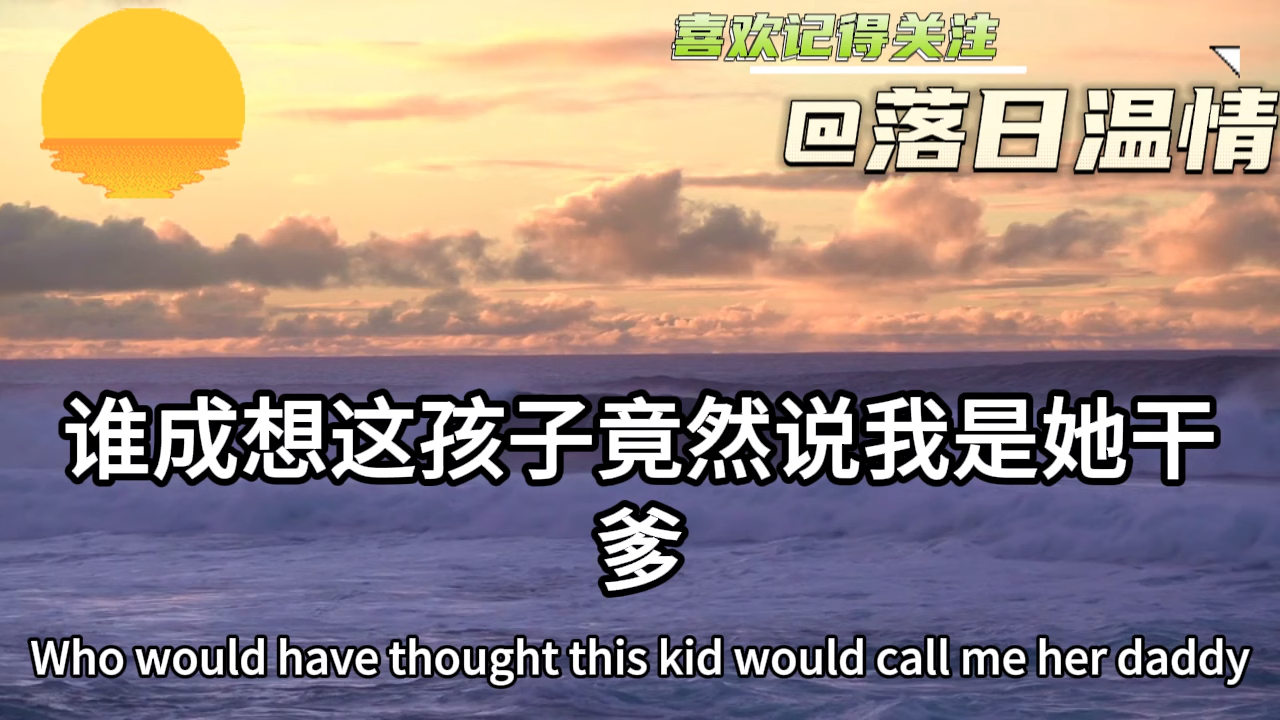 喜欢记得关注
@落日温情
谁成想这孩子竟然说我是她干
爹
Who would have thought this kid would call me her daddy